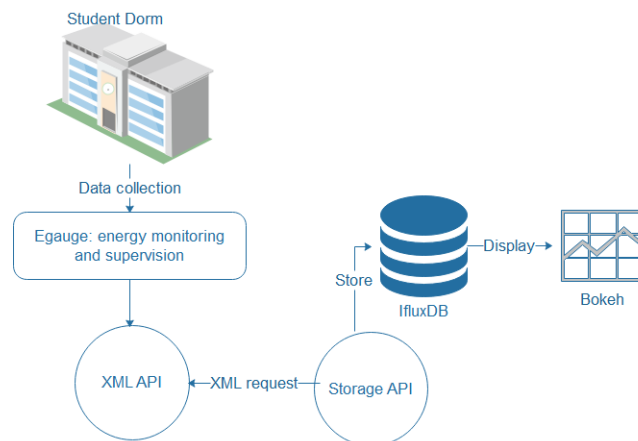 Student Dorm
Data collection
Egauge: energy monitoring
and supervision
XML API
XML request
Storage API
Store
IfluxDB
Display
Bokeh